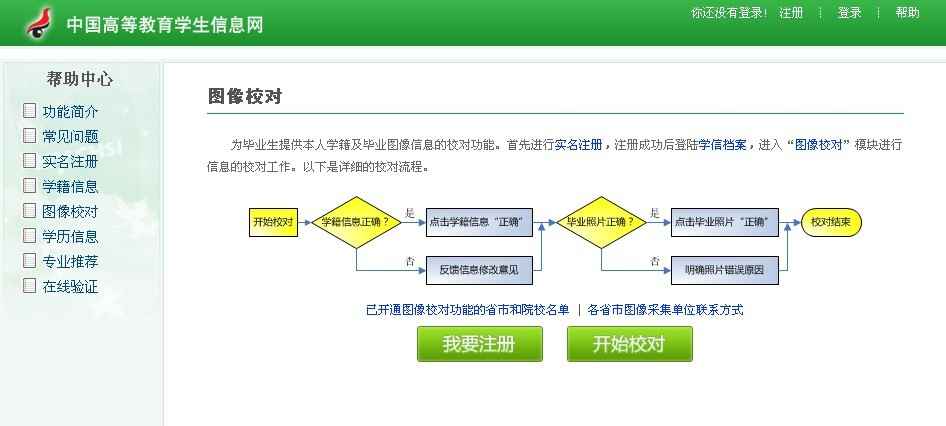 中国高等教育学生信息网
你还没有登录! 注册 ┊ 登录 ┊ 帮助
帮助中心
功能简介
常见问题
实名注册
学籍信息
图像校对
学历信息
专业推荐
在线验证
图像校对
为毕业生提供本人学籍及毕业图像信息的校对功能。首先进行实名注册，注册成功后登陆学信档案，进入“图像校对”模块进行
信息的校对工作。以下是详细的校对流程。
开始校对
学籍信息正确？
是
点击学籍信息“正确”
否
反馈信息修改意见
毕业照片正确？
是
点击毕业照片“正确”
否
明确照片错误原因
校对结束
已开通图像校对功能的省市和院校名单 | 各省市图像采集单位联系方式
我要注册 开始校对